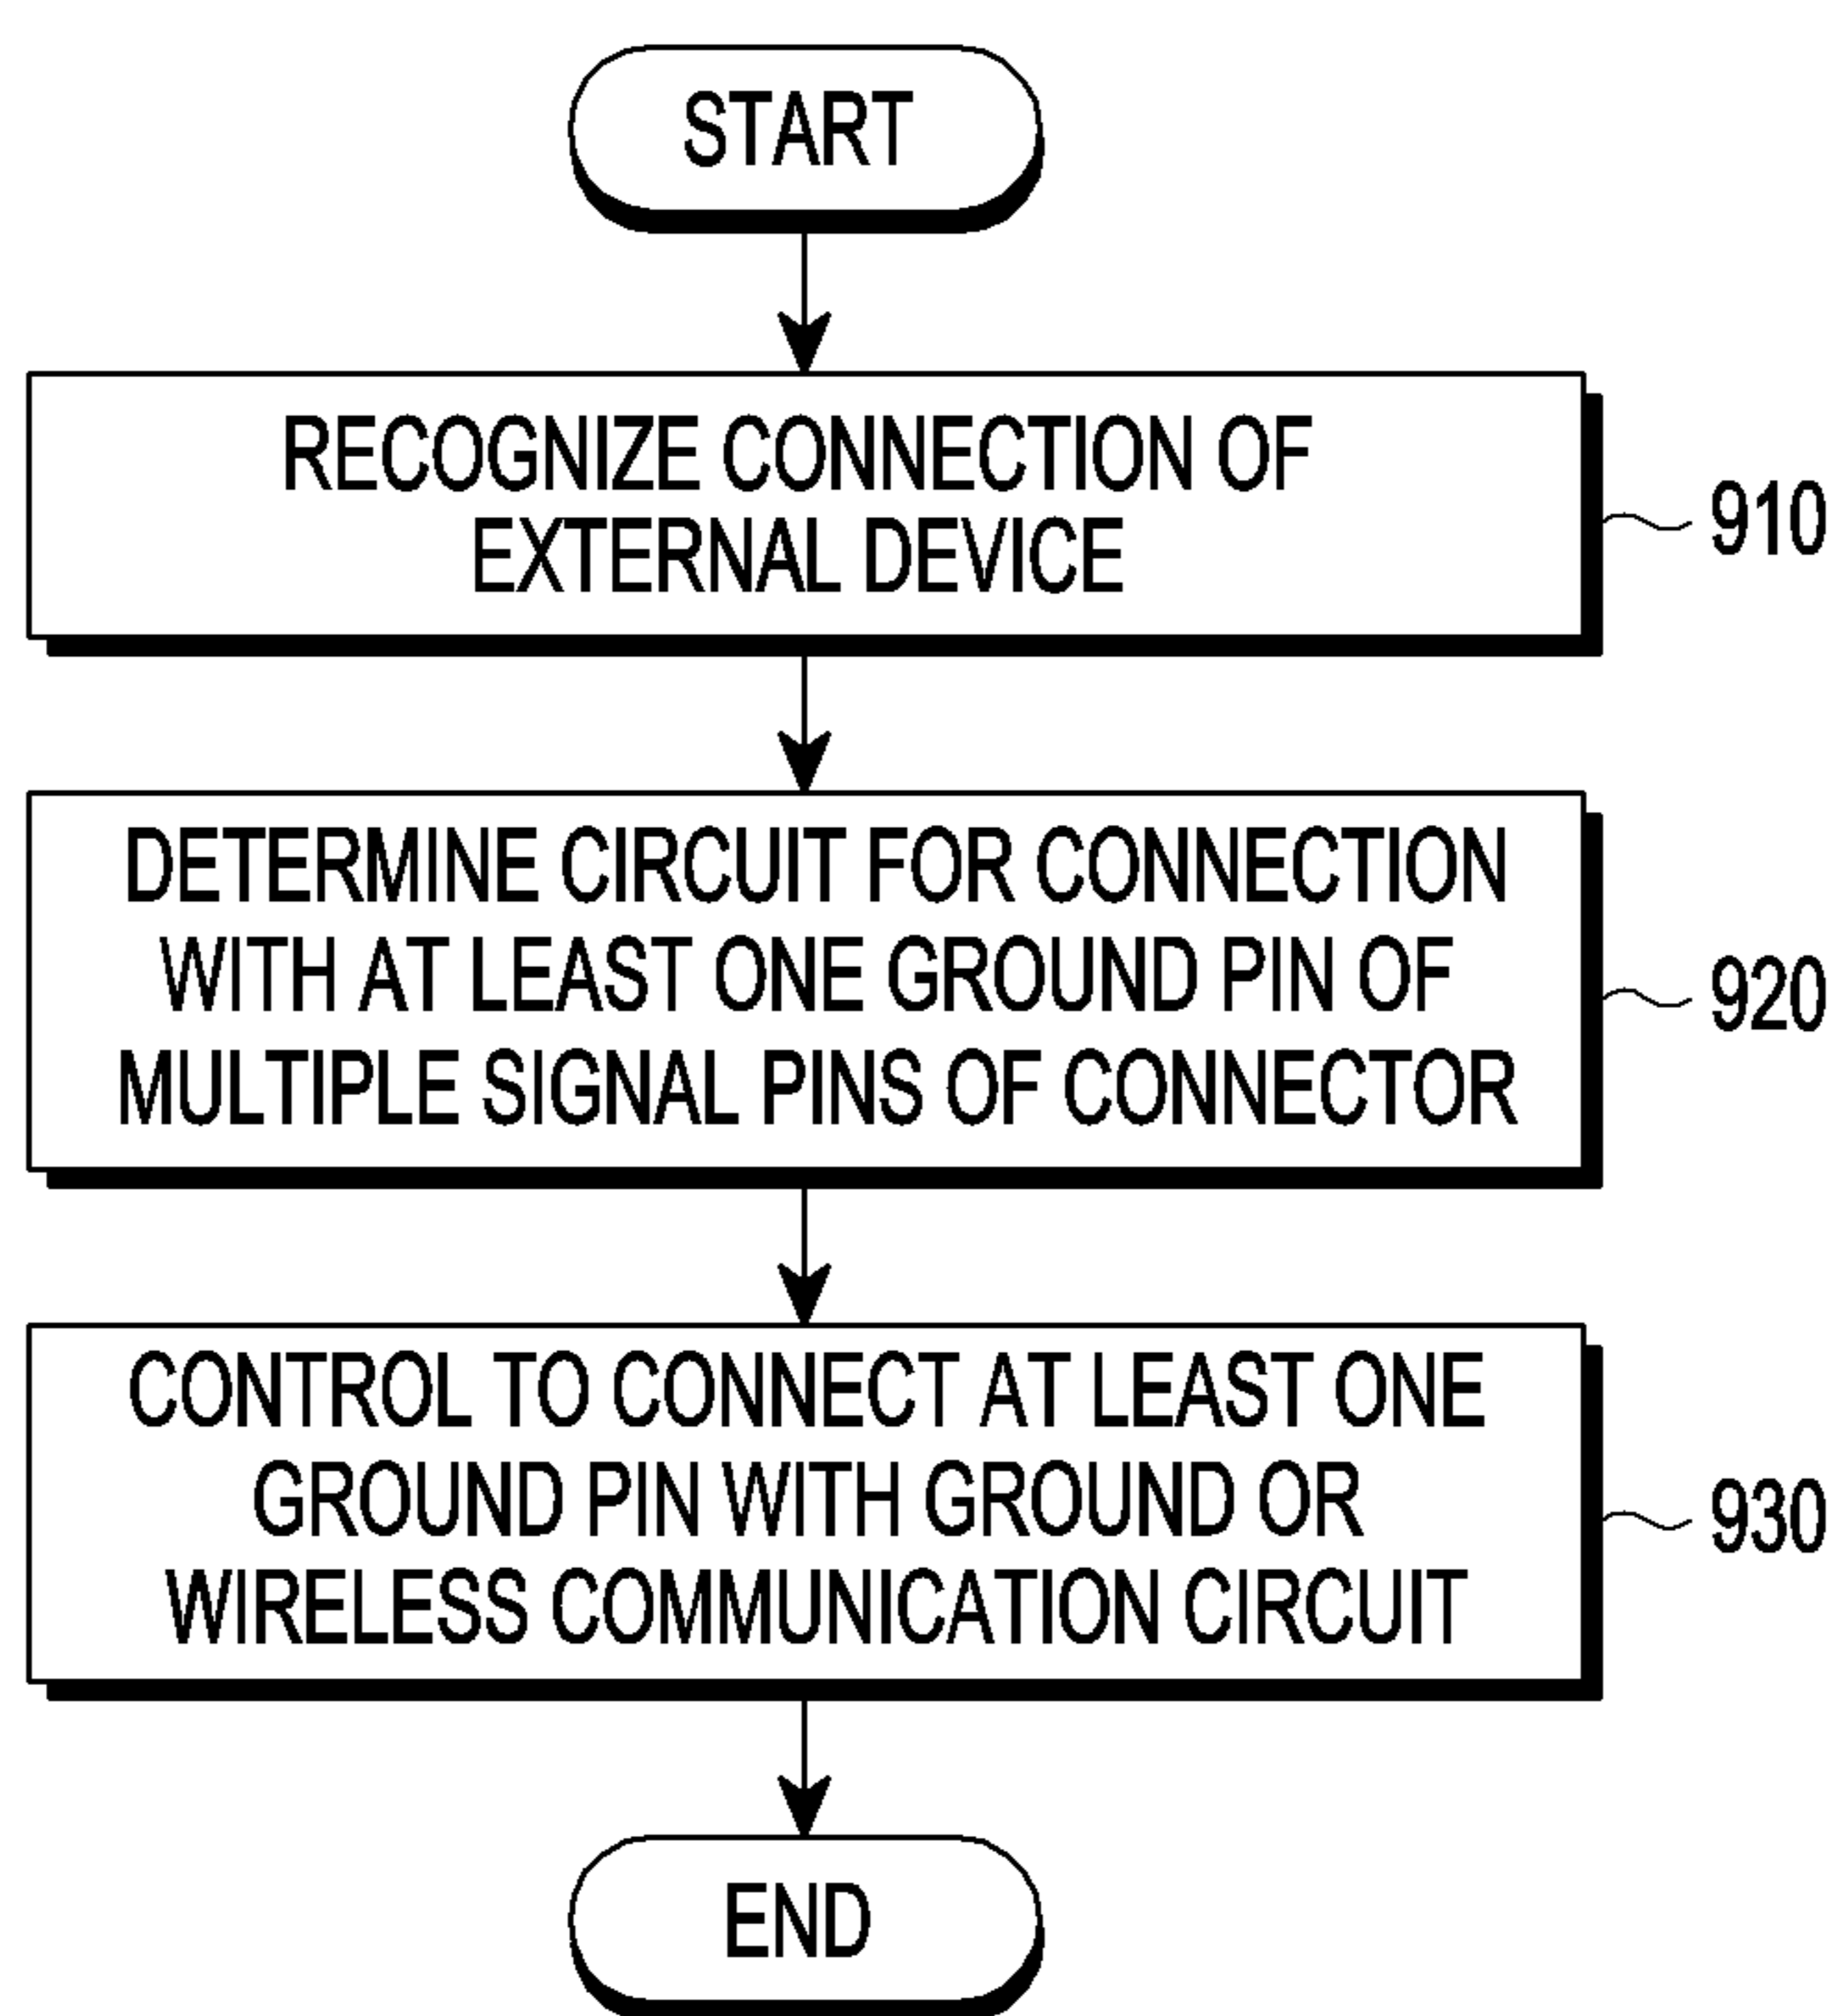 START
RECOGNIZE CONNECTION OF
EXTERNAL DEVICE
910
DETERMINE CIRCUIT FOR CONNECTION
WITH AT LEAST ONE GROUND PIN OF
MULTIPLE SIGNAL PINS OF CONNECTOR
920
CONTROL TO CONNECT AT LEAST ONE
GROUND PIN WITH GROUND OR
WIRELESS COMMUNICATION CIRCUIT
930
END